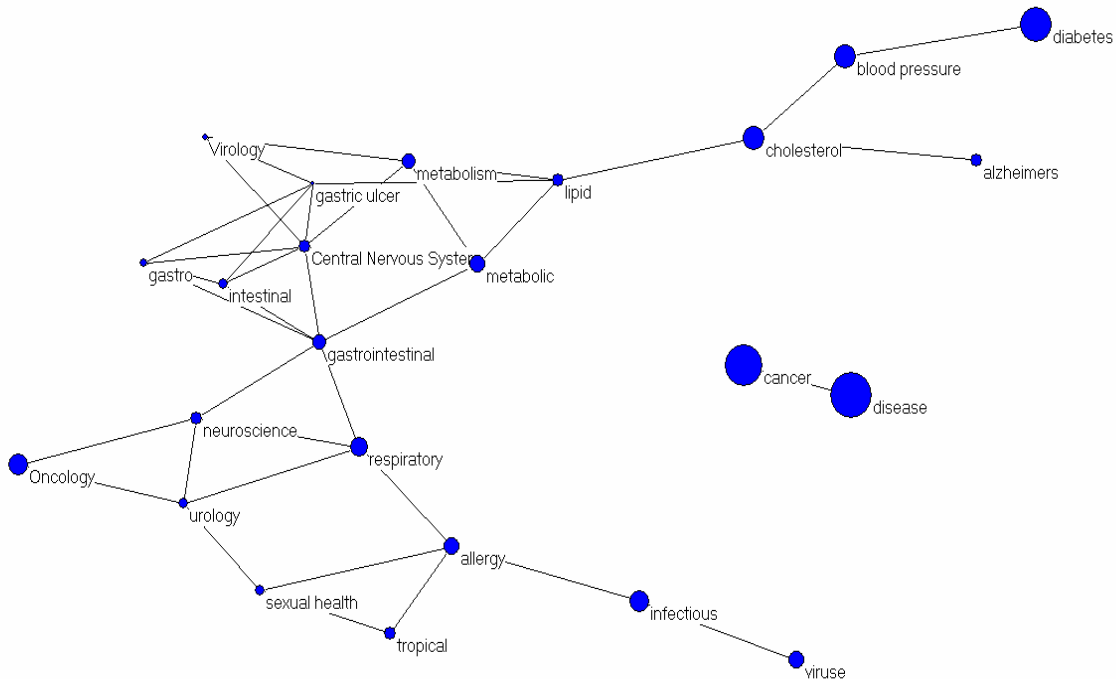 diabetes
blood pressure
Virology
cholesterol
metabolism
alzheimers
gastric ulcer
lipid
Central Nervous System
gastro
metabolic
intestinal
gastrointestinal
cancer
disease
neuroscience
respiratory
Oncology
urology
allergy
sexual health
infectious
tropical
viruse